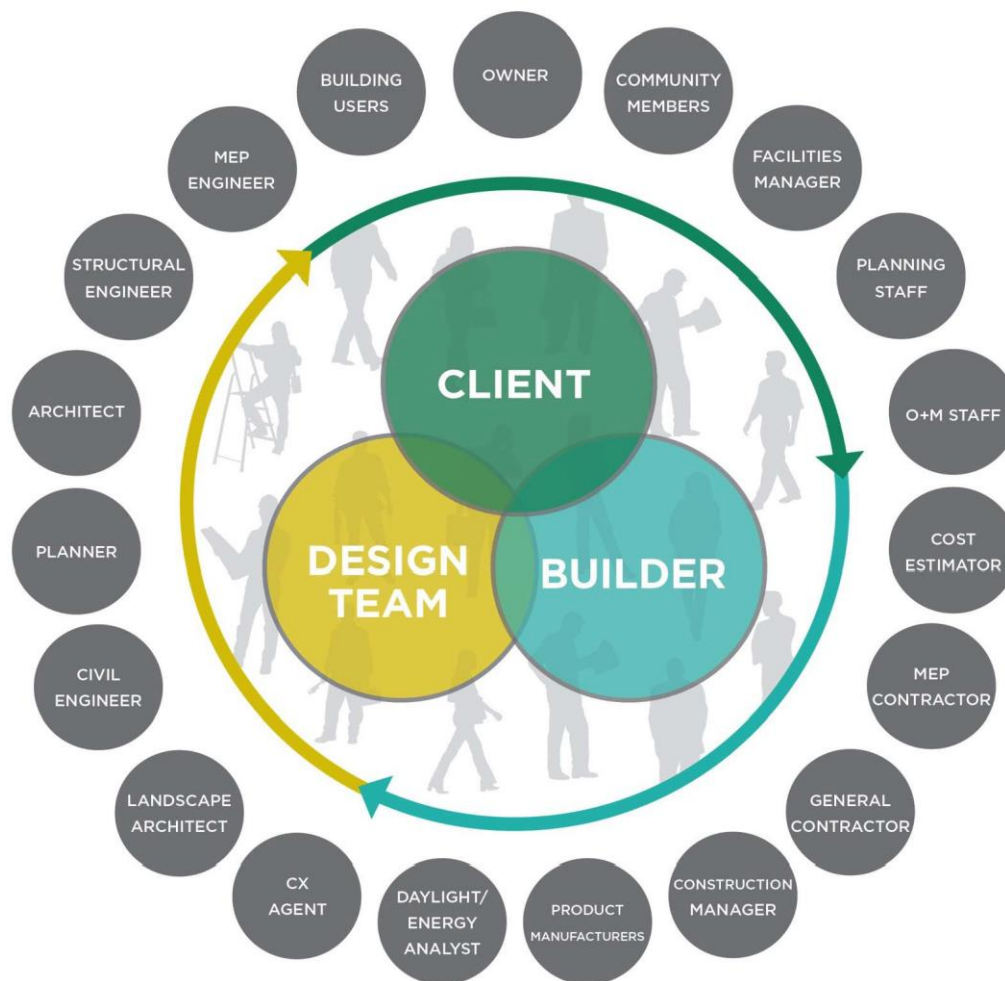 OWNER
COMMUNITY
MEMBERS
FACILITIES
MANAGER
PLANNING
STAFF
O+M STAFF
COST
ESTIMATOR
MEP
CONTRACTOR
GENERAL
CONTRACTOR
CONSTRUCTION
MANAGER
PRODUCT
MANUFACTURERS
DAYLIGHT/
ENERGY
ANALYST
CX
AGENT
LANDSCAPE
ARCHITECT
CIVIL
ENGINEER
PLANNER
ARCHITECT
STRUCTURAL
ENGINEER
MEP
ENGINEER
BUILDING
USERS
CLIENT
DESIGN
TEAM
BUILDER